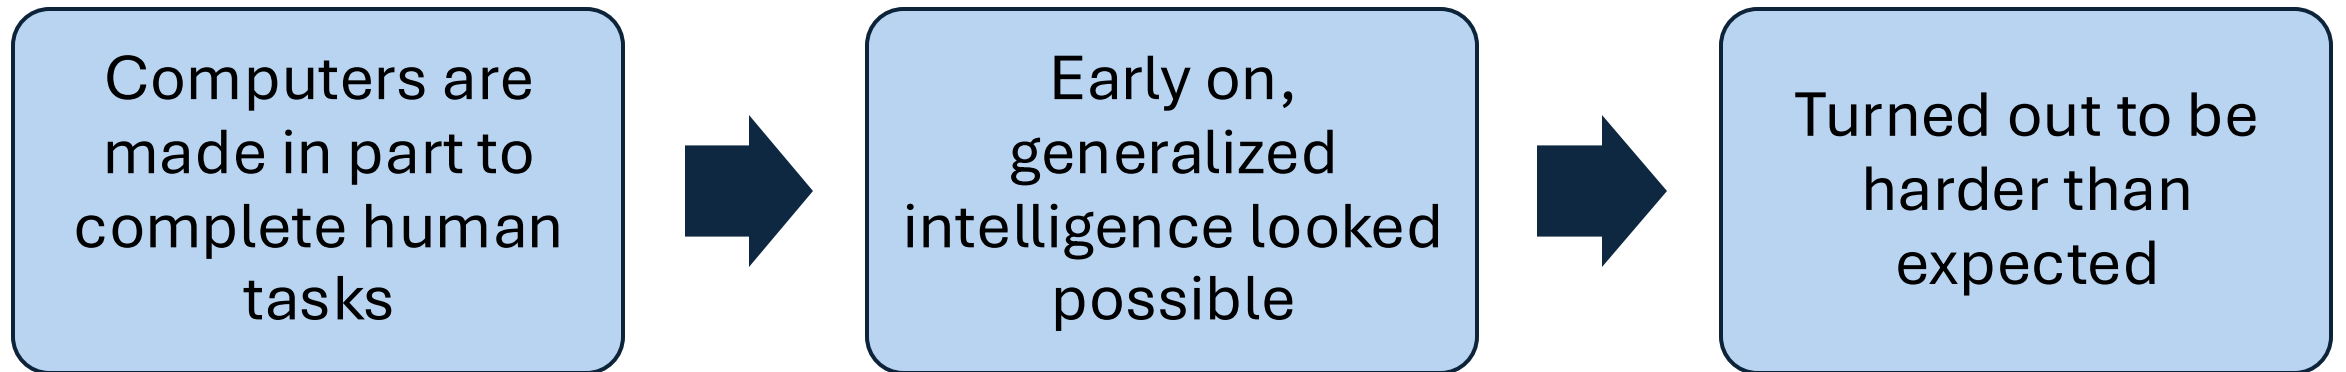 Computers are
made in part to
complete human
tasks
Early on,
generalized
intelligence looked
possible
Turned out to be
harder than
expected